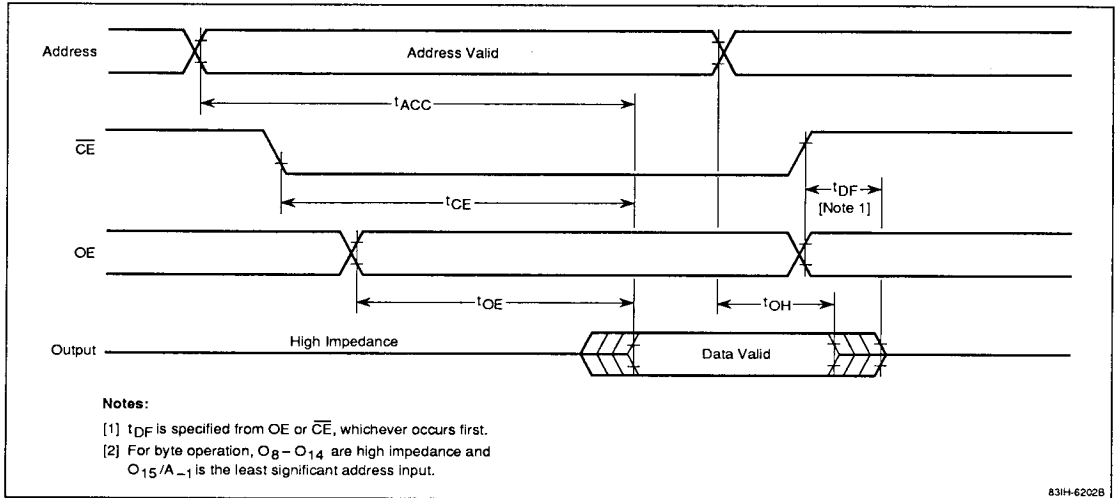 Address
Address Valid
tACC
CE
tCE
tDF
[Note 1]
OE
tOE
tOH
Output
High Impedance
Data Valid
Notes:
[1] tDF is specified from OE or CE, whichever occurs first.
[2] For byte operation, O8–O14 are high impedance and
O15/A–1 is the least significant address input.
83IH-6202B